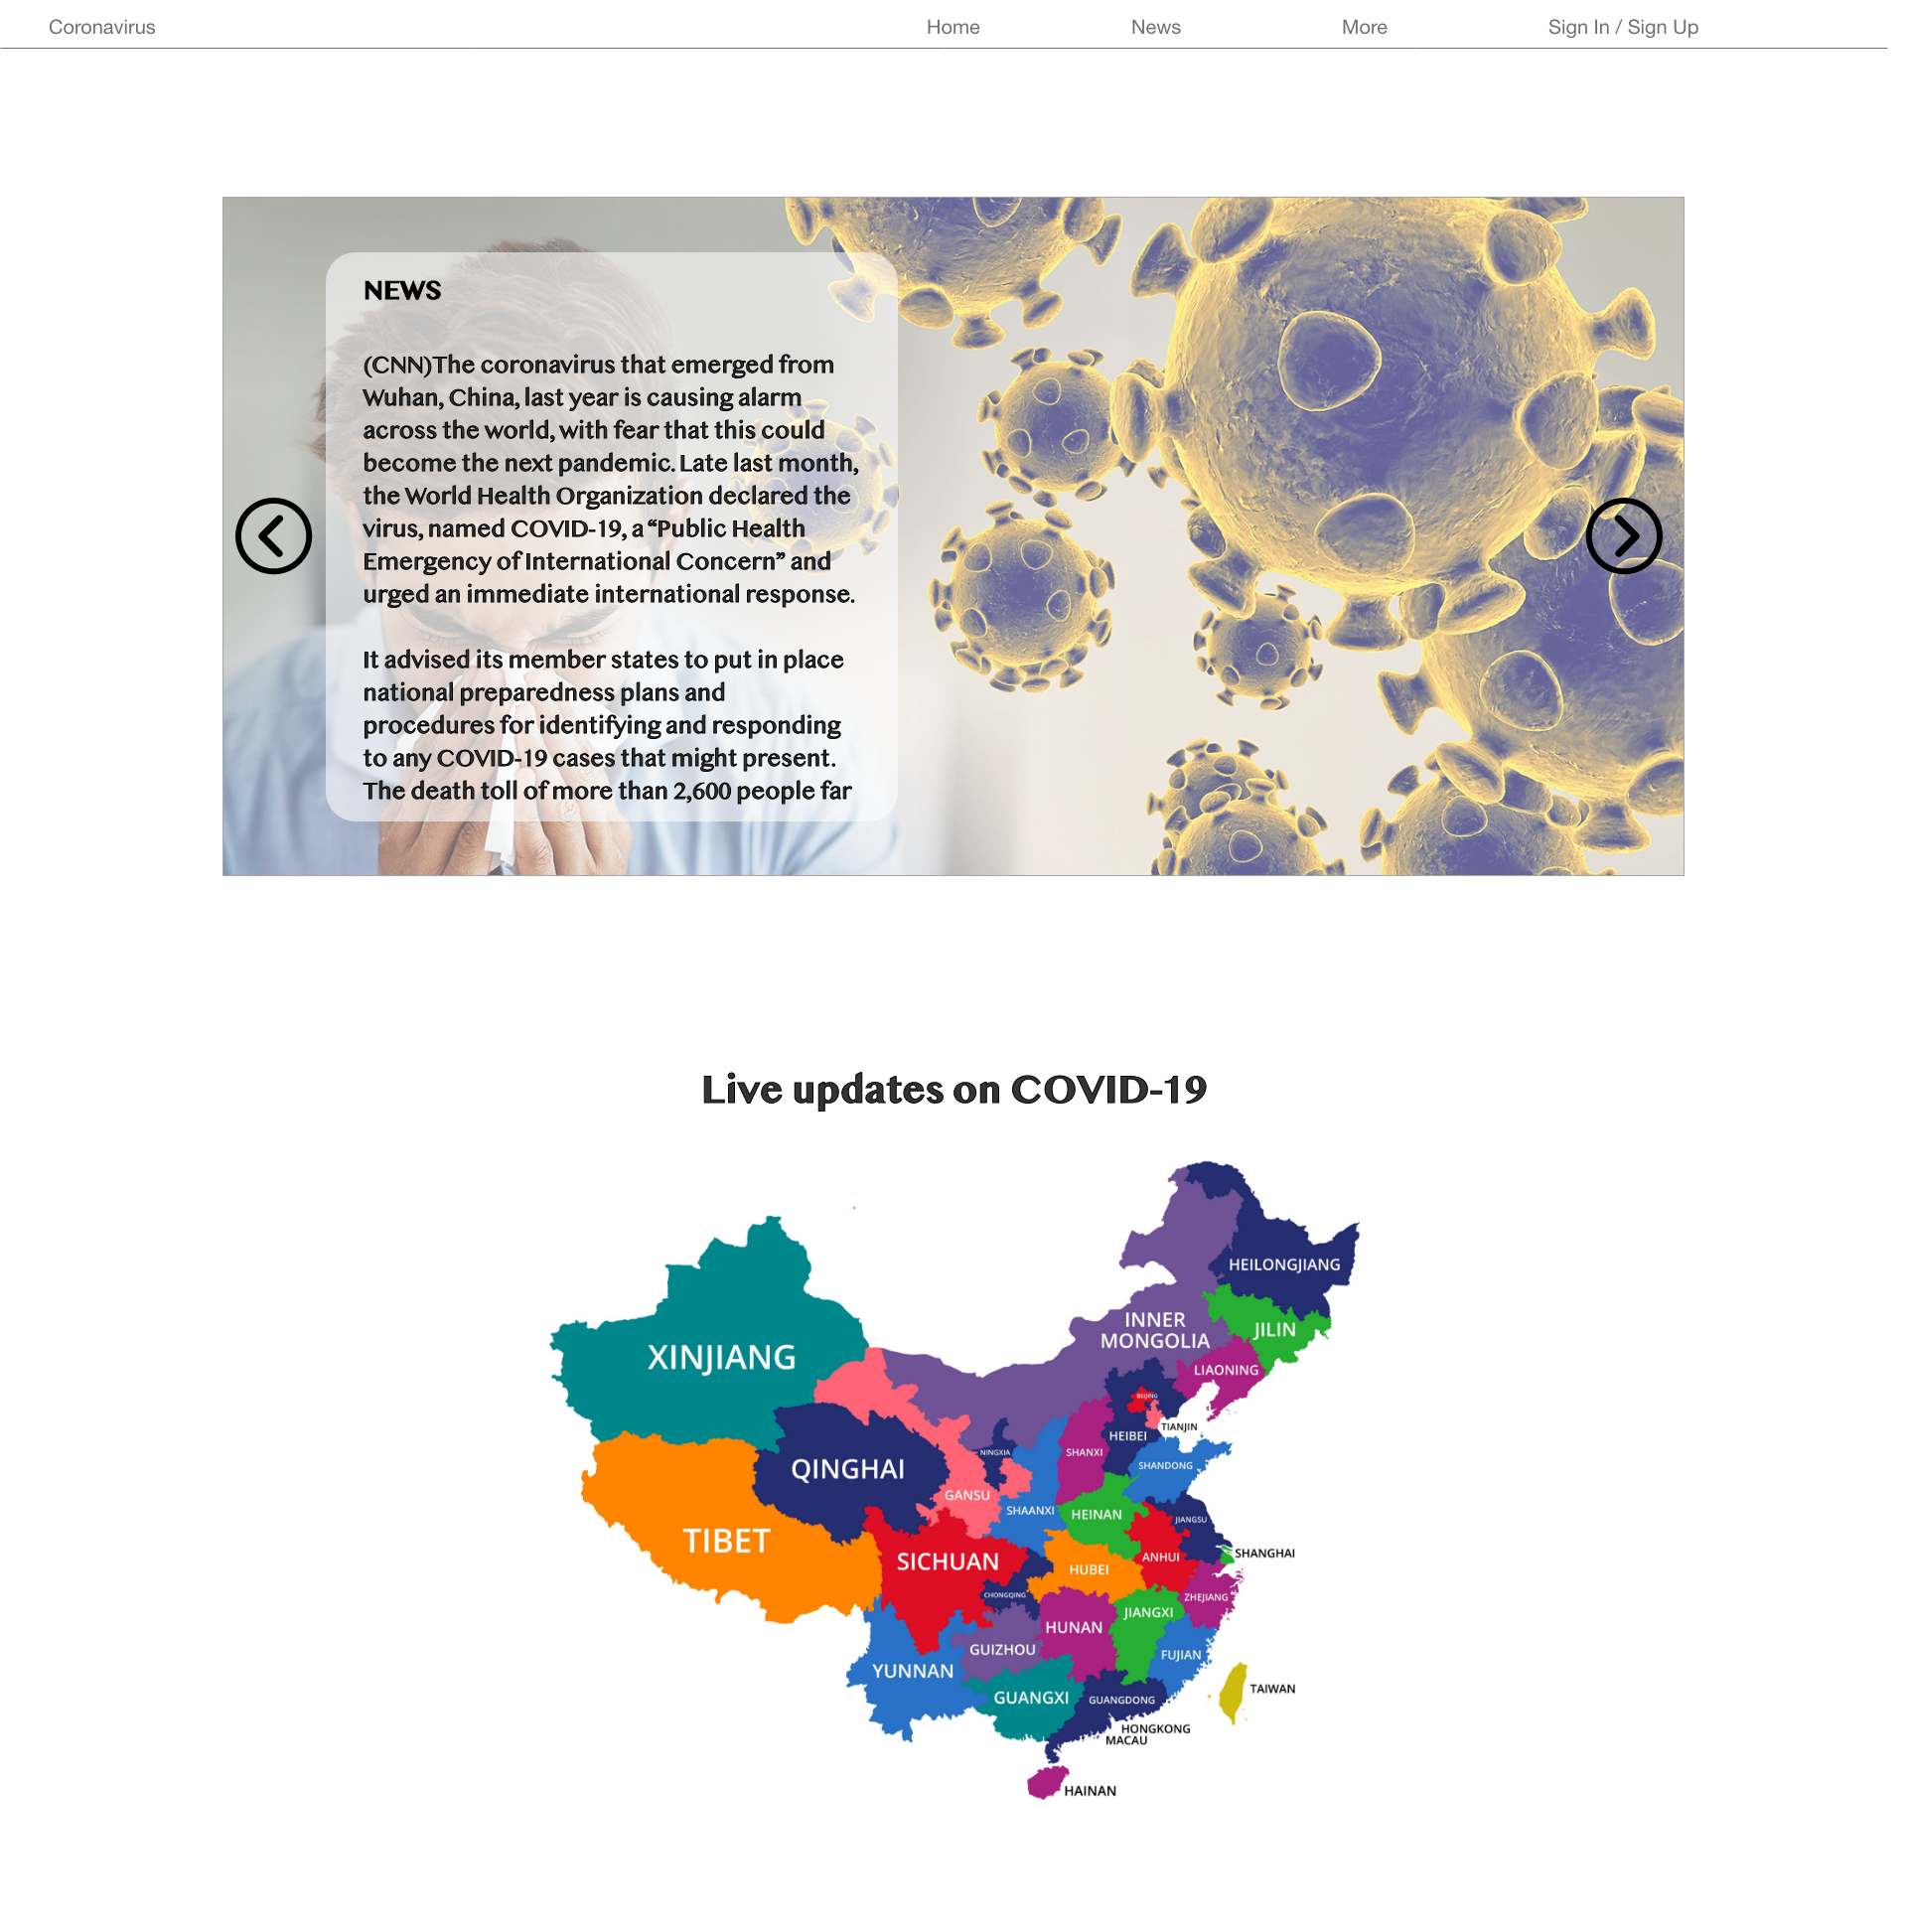 Coronavirus Home News More Sign In / Sign Up
NEWS
(CNN)The coronavirus that emerged from
Wuhan, China, last year is causing alarm
across the world, with fear that this could
become the next pandemic. Late last month,
the World Health Organization declared the
virus, named COVID-19, a “Public Health
Emergency of International Concern” and
urged an immediate international response.
It advised its member states to put in place
national preparedness plans and
procedures for identifying and responding
to any COVID-19 cases that might present.
The death toll of more than 2,600 people far
Live updates on COVID-19
HEILONGJIANG
INNER
MONGOLIA
JILIN
XINJIANG
LIAONING
BEIJING
TIANJIN
HEIBEI
NINGXIA
SHANXI
SHANDONG
QINGHAI
GANSU
SHAANXI
HEINAN
JIANGSU
TIBET
SHANGHAI
SICHUAN
ANHUI
HUBEI
CHONGQING
ZHEJIANG
JIANGXI
HUNAN
GUIZHOU
FUJIAN
YUNNAN
TAIWAN
GUANGXI
GUANGDONG
HONGKONG
MACAU
HAINAN